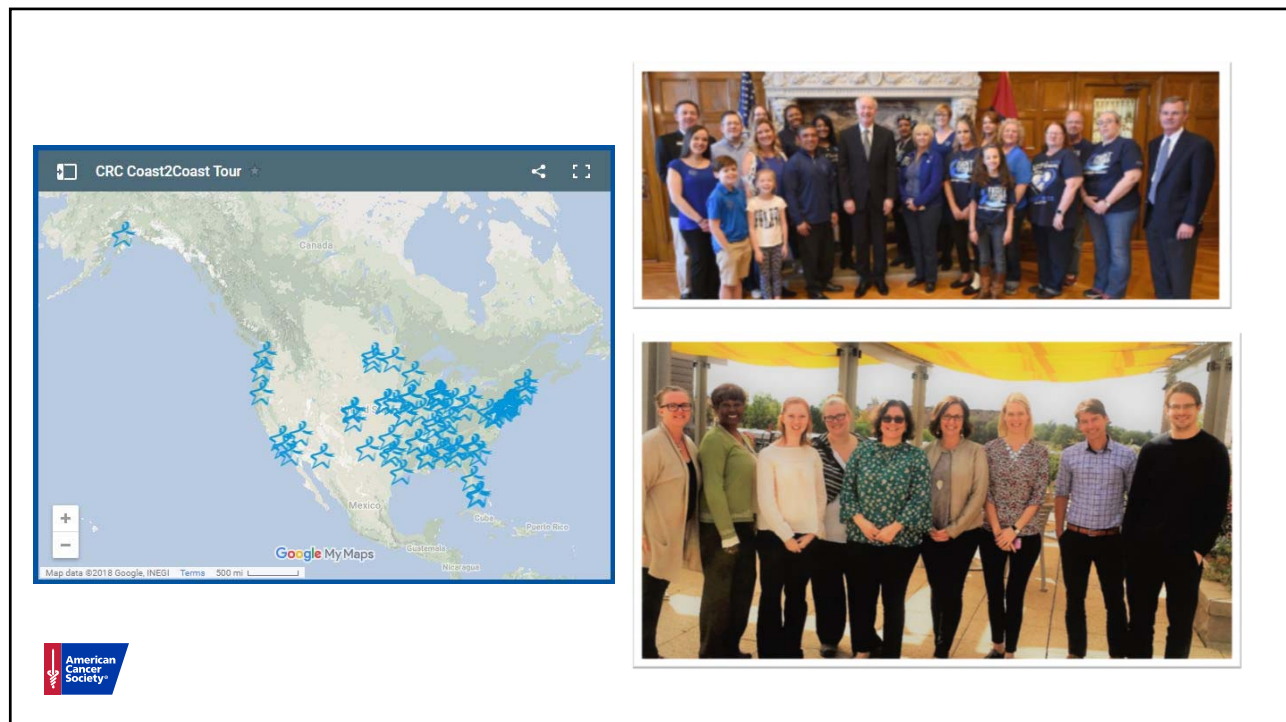 CRC Coast2Coast Tour
Canada
Mexico
Cuba
Puerto Rico
Guatemala
Nicaragua
+
−
Google My Maps
Map data ©2018 Google, INEGI Terms 500 mi
American
Cancer
Society®